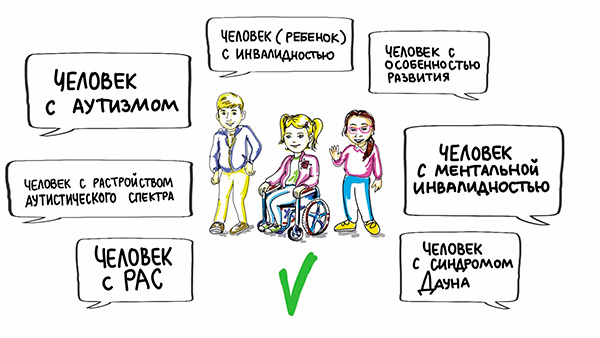 ЧЕЛОВЕК (РЕБЕНОК)
С ИНВАЛИДНОСТЬЮ
ЧЕЛОВЕК С
ОСОБЕННОСТЬЮ
РАЗВИТИЯ
ЧЕЛОВЕК
С АУТИЗМОМ
ЧЕЛОВЕК
С МЕНТАЛЬНОЙ
ИНВАЛИДНОСТЬЮ
ЧЕЛОВЕК С РАСТРОЙСТВОМ
АУТИСТИЧЕСКОГО СПЕКТРА
ЧЕЛОВЕК
С РАС
ЧЕЛОВЕК
С СИНДРОМОМ
ДАУНА